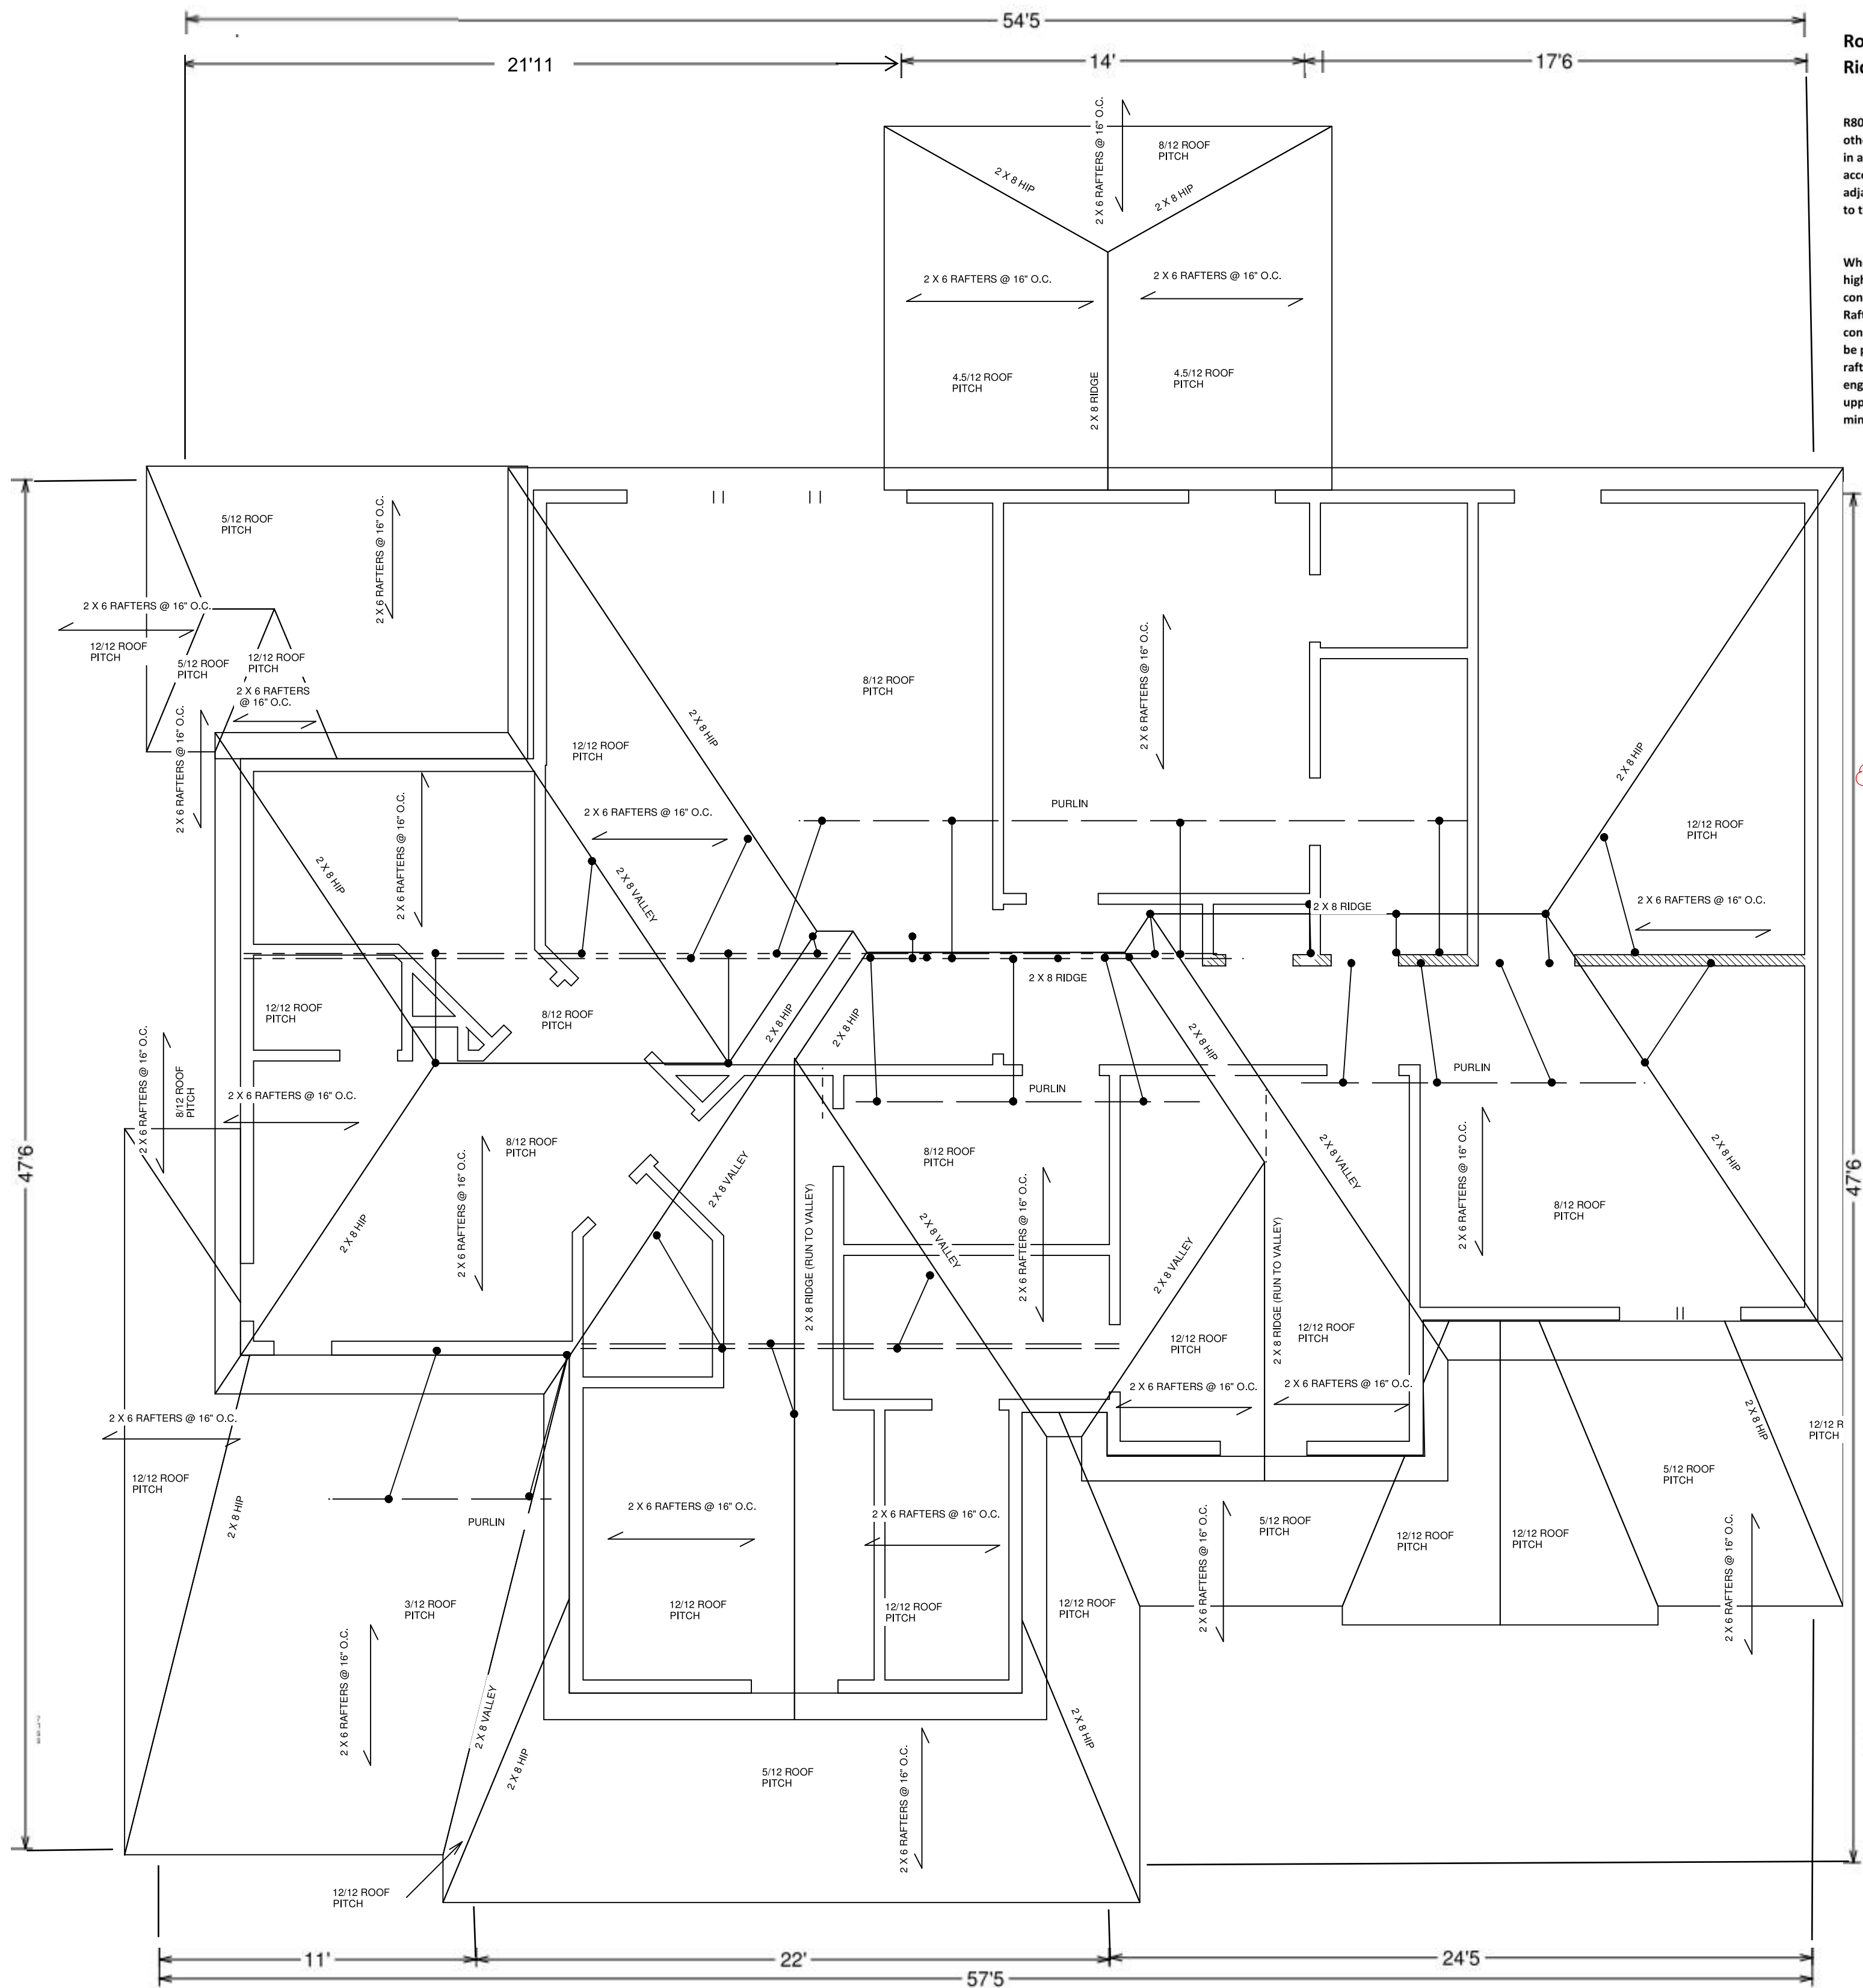 54'5
21'11
14'
17'6
Ro
Rid
R80
othe
in a
acco
adja
to t
Wh
high
con
Raft
con
be p
raft
eng
upp
min
2 X 6 RAFTERS @ 16" O.C.
8/12 ROOF
PITCH
2 X 8 HIP
2 X 8 HIP
2 X 6 RAFTERS @ 16" O.C.
2 X 6 RAFTERS @ 16" O.C.
4.5/12 ROOF
PITCH
2 X 8 RIDGE
4.5/12 ROOF
PITCH
5/12 ROOF
PITCH
2 X 6 RAFTERS @ 16" O.C.
2 X 6 RAFTERS @ 16" O.C.
12/12 ROOF
PITCH
5/12 ROOF
PITCH
12/12 ROOF
PITCH
2 X 6 RAFTERS
@ 16" O.C.
2 X 6 RAFTERS @ 16" O.C.
8/12 ROOF
PITCH
2 X 6 RAFTERS @ 16" O.C.
2 X 8 HIP
12/12 ROOF
PITCH
2 X 8 HIP
2 X 6 RAFTERS @ 16" O.C.
2 X 6 RAFTERS @ 16" O.C.
PURLIN
12/12 ROOF
PITCH
2 X 8 HIP
2 X 8 VALLEY
2 X 8 RIDGE
2 X 6 RAFTERS @ 16" O.C.
2 X 8 RIDGE
12/12 ROOF
PITCH
8/12 ROOF
PITCH
2 X 8 HIP
2 X 8 HIP
2 X 8 HIP
2 X 6 RAFTERS @ 16" O.C.
8/12 ROOF
PITCH
2 X 6 RAFTERS @ 16" O.C.
PURLIN
PURLIN
47'6
8/12 ROOF
PITCH
2 X 6 RAFTERS @ 16" O.C.
2 X 8 HIP
2 X 8 VALLEY
2 X 8 RIDGE (RUN TO VALLEY)
8/12 ROOF
PITCH
2 X 8 VALLEY
2 X 6 RAFTERS @ 16" O.C.
2 X 8 VALLEY
2 X 8 RIDGE (RUN TO VALLEY)
2 X 8 VALLEY
2 X 6 RAFTERS @ 16" O.C.
8/12 ROOF
PITCH
2 X 8 HIP
47'6
12/12 ROOF
PITCH
12/12 ROOF
PITCH
2 X 6 RAFTERS @ 16" O.C.
2 X 6 RAFTERS @ 16" O.C.
2 X 6 RAFTERS @ 16" O.C.
12/12 ROOF
PITCH
2 X 8 HIP
2 X 8 HIP
12/12 R
PITCH
5/12 ROOF
PITCH
PURLIN
2 X 6 RAFTERS @ 16" O.C.
2 X 6 RAFTERS @ 16" O.C.
2 X 6 RAFTERS @ 16" O.C.
5/12 ROOF
PITCH
12/12 ROOF
PITCH
12/12 ROOF
PITCH
2 X 6 RAFTERS @ 16" O.C.
3/12 ROOF
PITCH
12/12 ROOF
PITCH
12/12 ROOF
PITCH
12/12 ROOF
PITCH
2 X 6 RAFTERS @ 16" O.C.
2 X 8 VALLEY
2 X 8 HIP
2 X 8 HIP
5/12 ROOF
PITCH
2 X 6 RAFTERS @ 16" O.C.
12/12 ROOF
PITCH
11'
22'
24'5
57'5